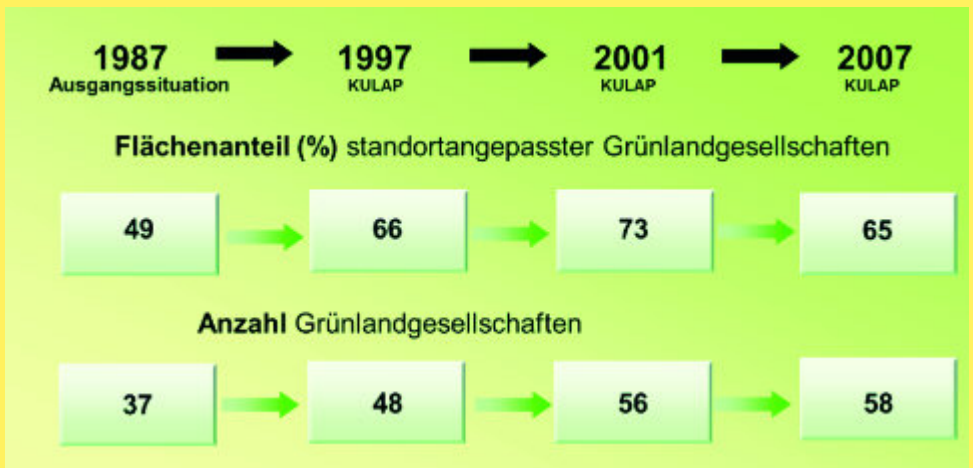 1987 1997 2001 2007
Ausgangssituation KULAP KULAP KULAP
Flächenanteil (%) standortangepasster Grünlandgesellschaften
49 66 73 65
Anzahl Grünlandgesellschaften
37 48 56 58